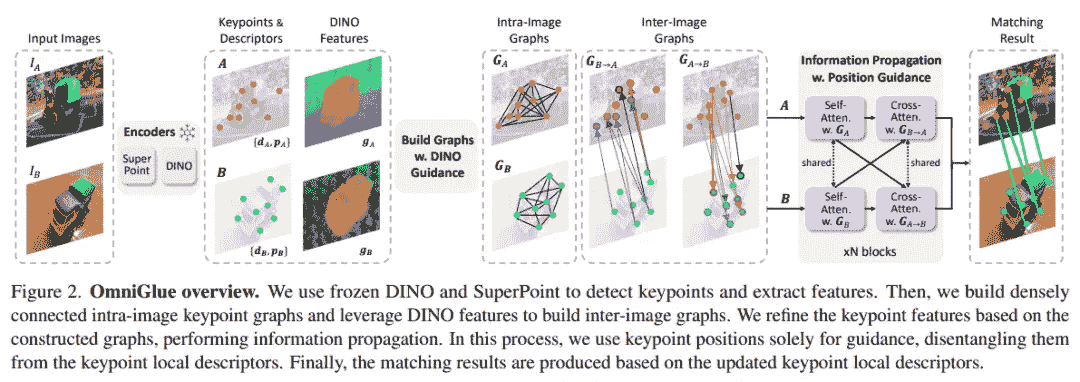 Input Images
Keypoints &
Descriptors
DINO
Features
Intra-Image
Graphs
Inter-Image
Graphs
Matching
Result
I_A
A
G_A
G_{B→A}
G_{A→B}
Information Propagation
w. Position Guidance
A
Self-
Atten.
w. G_A
Cross-
Atten.
w. G_{B→A}
Encoders
{d_A, p_A}
g_A
Build Graphs
w. DINO
Guidance
shared
shared
I_B
Super
Point
DINO
B
G_B
B
Self-
Atten.
w. G_B
Cross-
Atten.
w. G_{A→B}
{d_B, p_B}
g_B
xN blocks
Figure 2. OmniGlue overview. We use frozen DINO and SuperPoint to detect keypoints and extract features. Then, we build densely
connected intra-image keypoint graphs and leverage DINO features to build inter-image graphs. We refine the keypoint features based on the
constructed graphs, performing information propagation. In this process, we use keypoint positions solely for guidance, disentangling them
from the keypoint local descriptors. Finally, the matching results are produced based on the updated keypoint local descriptors.